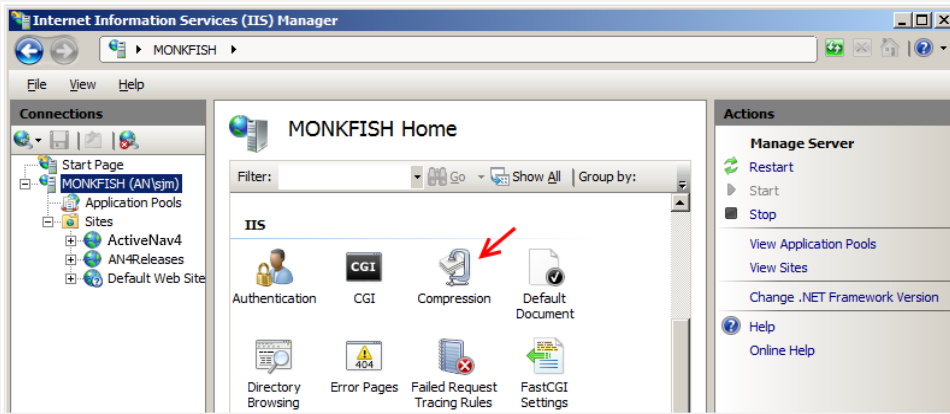 Internet Information Services (IIS) Manager
MONKFISH
File View Help
Connections
Start Page
MONKFISH (AN\sjm)
Application Pools
Sites
ActiveNav4
AN4Releases
Default Web Site
MONKFISH Home
Filter: Go Show All Group by:
IIS
Authentication
CGI
CGI
Compression
Default
Document
Directory
Browsing
404
Error Pages
Failed Request
Tracing Rules
FastCGI
Settings
Actions
Manage Server
Restart
Start
Stop
View Application Pools
View Sites
Change .NET Framework Version
Help
Online Help